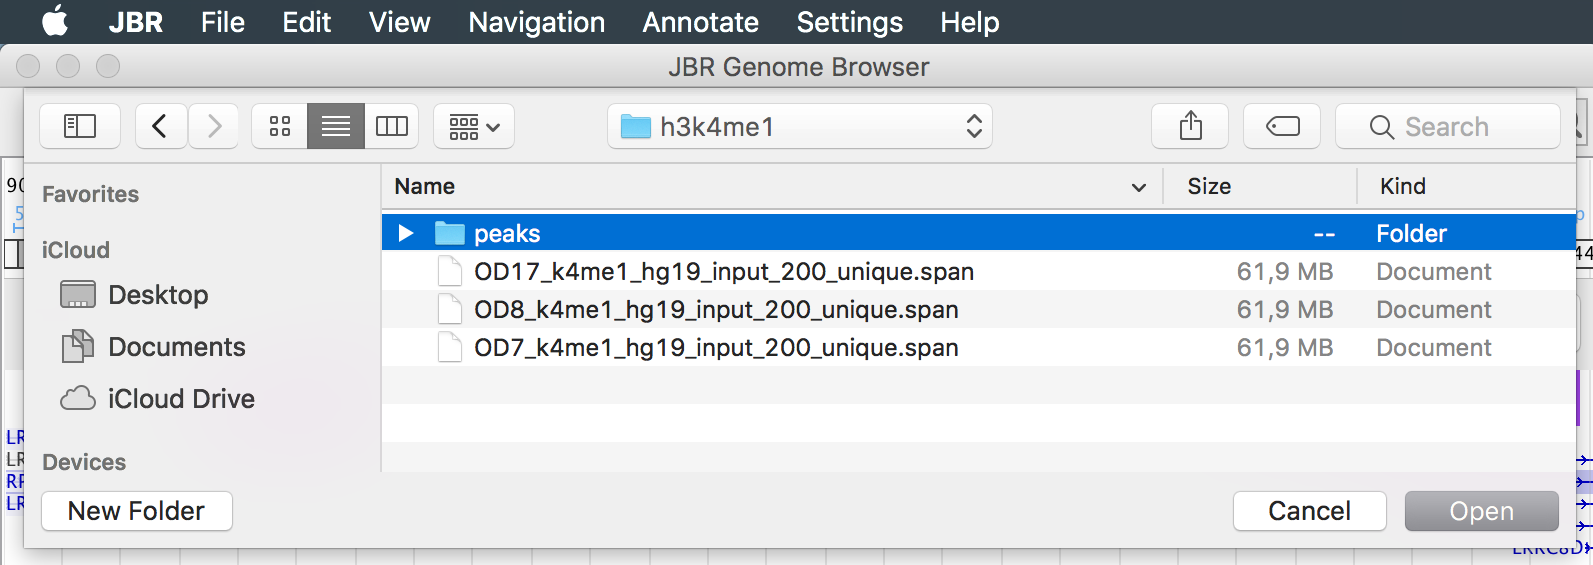 JBR File Edit View Navigation Annotate Settings Help
JBR Genome Browser
h3k4me1
Search
Favorites
iCloud
Desktop
Documents
iCloud Drive
Devices
Name Size Kind
peaks -- Folder
OD17_k4me1_hg19_input_200_unique.span 61,9 MB Document
OD8_k4me1_hg19_input_200_unique.span 61,9 MB Document
OD7_k4me1_hg19_input_200_unique.span 61,9 MB Document
New Folder Cancel Open